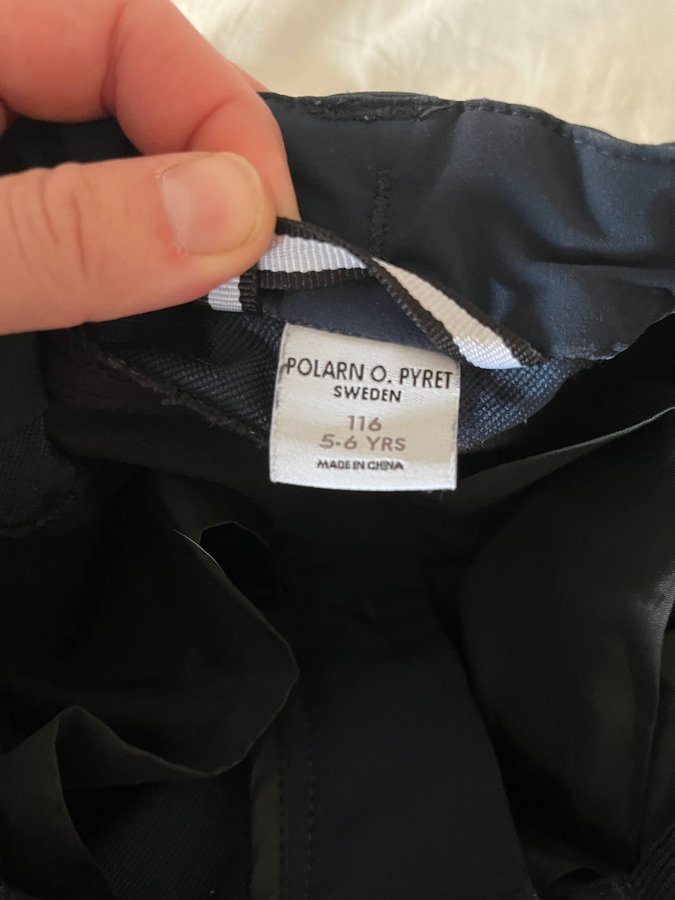 POLARN O. PYRET
SWEDEN
116
5-6 YRS
MADE IN CHINA